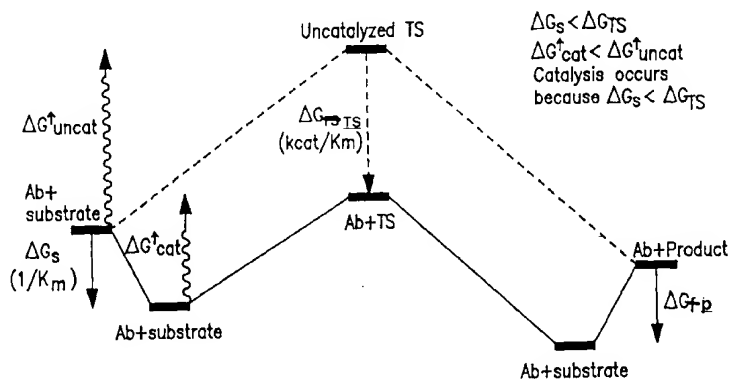 Uncatalyzed TS
ΔGs<ΔGTS
ΔG↑cat<ΔG↑uncat
Catalysis occurs
because ΔGs<ΔGTS
ΔG↑uncat
ΔGTS TS
(kcat/Km)
Ab+
substrate
ΔGs
(1/Km)
ΔG↑cat
Ab+TS
Ab+Product
ΔGfp
Ab+substrate
Ab+substrate